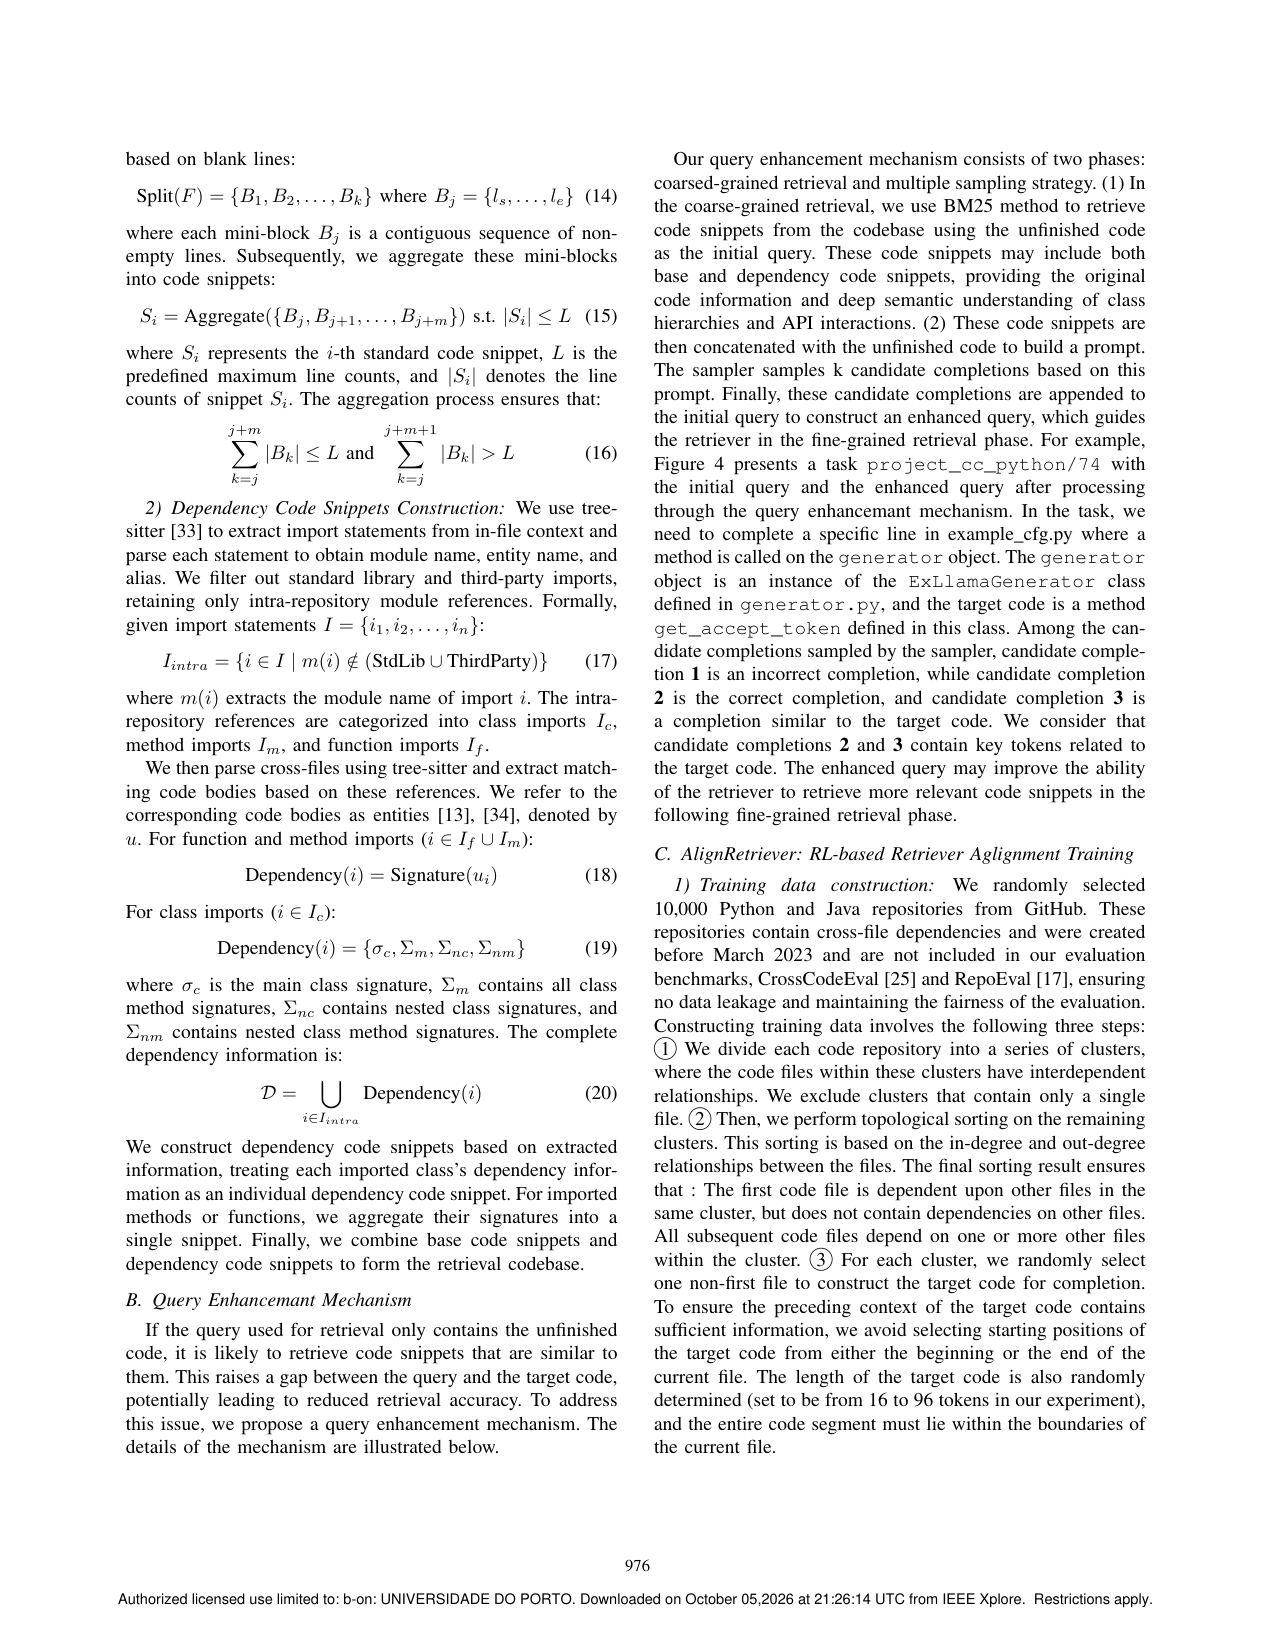 based on blank lines:
Split(F) = {B₁, B₂, . . . , Bₖ} where Bⱼ = {lₛ, . . . , lₑ} (14)
where each mini-block Bⱼ is a contiguous sequence of non-
empty lines. Subsequently, we aggregate these mini-blocks
into code snippets:
Sᵢ = Aggregate({Bⱼ, Bⱼ₊₁, . . . , Bⱼ₊ₘ}) s.t. |Sᵢ| ≤ L (15)
where Sᵢ represents the i-th standard code snippet, L is the
predefined maximum line counts, and |Sᵢ| denotes the line
counts of snippet Sᵢ. The aggregation process ensures that:
∑_{k=j}^{j+m} |Bₖ| ≤ L and ∑_{k=j}^{j+m+1} |Bₖ| > L (16)
2) Dependency Code Snippets Construction: We use tree-
sitter [33] to extract import statements from in-file context and
parse each statement to obtain module name, entity name, and
alias. We filter out standard library and third-party imports,
retaining only intra-repository module references. Formally,
given import statements I = {i₁, i₂, . . . , iₙ}:
I_{intra} = {i ∈ I | m(i) ∉ (StdLib ∪ ThirdParty)} (17)
where m(i) extracts the module name of import i. The intra-
repository references are categorized into class imports I_c,
method imports I_m, and function imports I_f.
We then parse cross-files using tree-sitter and extract match-
ing code bodies based on these references. We refer to the
corresponding code bodies as entities [13], [34], denoted by
u. For function and method imports (i ∈ I_f ∪ I_m):
Dependency(i) = Signature(uᵢ) (18)
For class imports (i ∈ I_c):
Dependency(i) = {σ_c, Σ_m, Σ_{nc}, Σ_{nm}} (19)
where σ_c is the main class signature, Σ_m contains all class
method signatures, Σ_{nc} contains nested class signatures, and
Σ_{nm} contains nested class method signatures. The complete
dependency information is:
𝒟 = ⋃_{i∈I_{intra}} Dependency(i) (20)
We construct dependency code snippets based on extracted
information, treating each imported class's dependency infor-
mation as an individual dependency code snippet. For imported
methods or functions, we aggregate their signatures into a
single snippet. Finally, we combine base code snippets and
dependency code snippets to form the retrieval codebase.
B. Query Enhancemant Mechanism
If the query used for retrieval only contains the unfinished
code, it is likely to retrieve code snippets that are similar to
them. This raises a gap between the query and the target code,
potentially leading to reduced retrieval accuracy. To address
this issue, we propose a query enhancement mechanism. The
details of the mechanism are illustrated below.
Our query enhancement mechanism consists of two phases:
coarsed-grained retrieval and multiple sampling strategy. (1) In
the coarse-grained retrieval, we use BM25 method to retrieve
code snippets from the codebase using the unfinished code
as the initial query. These code snippets may include both
base and dependency code snippets, providing the original
code information and deep semantic understanding of class
hierarchies and API interactions. (2) These code snippets are
then concatenated with the unfinished code to build a prompt.
The sampler samples k candidate completions based on this
prompt. Finally, these candidate completions are appended to
the initial query to construct an enhanced query, which guides
the retriever in the fine-grained retrieval phase. For example,
Figure 4 presents a task project_cc_python/74 with
the initial query and the enhanced query after processing
through the query enhancemant mechanism. In the task, we
need to complete a specific line in example_cfg.py where a
method is called on the generator object. The generator
object is an instance of the ExLlamaGenerator class
defined in generator.py, and the target code is a method
get_accept_token defined in this class. Among the can-
didate completions sampled by the sampler, candidate comple-
tion 1 is an incorrect completion, while candidate completion
2 is the correct completion, and candidate completion 3 is
a completion similar to the target code. We consider that
candidate completions 2 and 3 contain key tokens related to
the target code. The enhanced query may improve the ability
of the retriever to retrieve more relevant code snippets in the
following fine-grained retrieval phase.
C. AlignRetriever: RL-based Retriever Aglignment Training
1) Training data construction: We randomly selected
10,000 Python and Java repositories from GitHub. These
repositories contain cross-file dependencies and were created
before March 2023 and are not included in our evaluation
benchmarks, CrossCodeEval [25] and RepoEval [17], ensuring
no data leakage and maintaining the fairness of the evaluation.
Constructing training data involves the following three steps:
① We divide each code repository into a series of clusters,
where the code files within these clusters have interdependent
relationships. We exclude clusters that contain only a single
file. ② Then, we perform topological sorting on the remaining
clusters. This sorting is based on the in-degree and out-degree
relationships between the files. The final sorting result ensures
that : The first code file is dependent upon other files in the
same cluster, but does not contain dependencies on other files.
All subsequent code files depend on one or more other files
within the cluster. ③ For each cluster, we randomly select
one non-first file to construct the target code for completion.
To ensure the preceding context of the target code contains
sufficient information, we avoid selecting starting positions of
the target code from either the beginning or the end of the
current file. The length of the target code is also randomly
determined (set to be from 16 to 96 tokens in our experiment),
and the entire code segment must lie within the boundaries of
the current file.
976
Authorized licensed use limited to: b-on: UNIVERSIDADE DO PORTO. Downloaded on October 05,2026 at 21:26:14 UTC from IEEE Xplore. Restrictions apply.